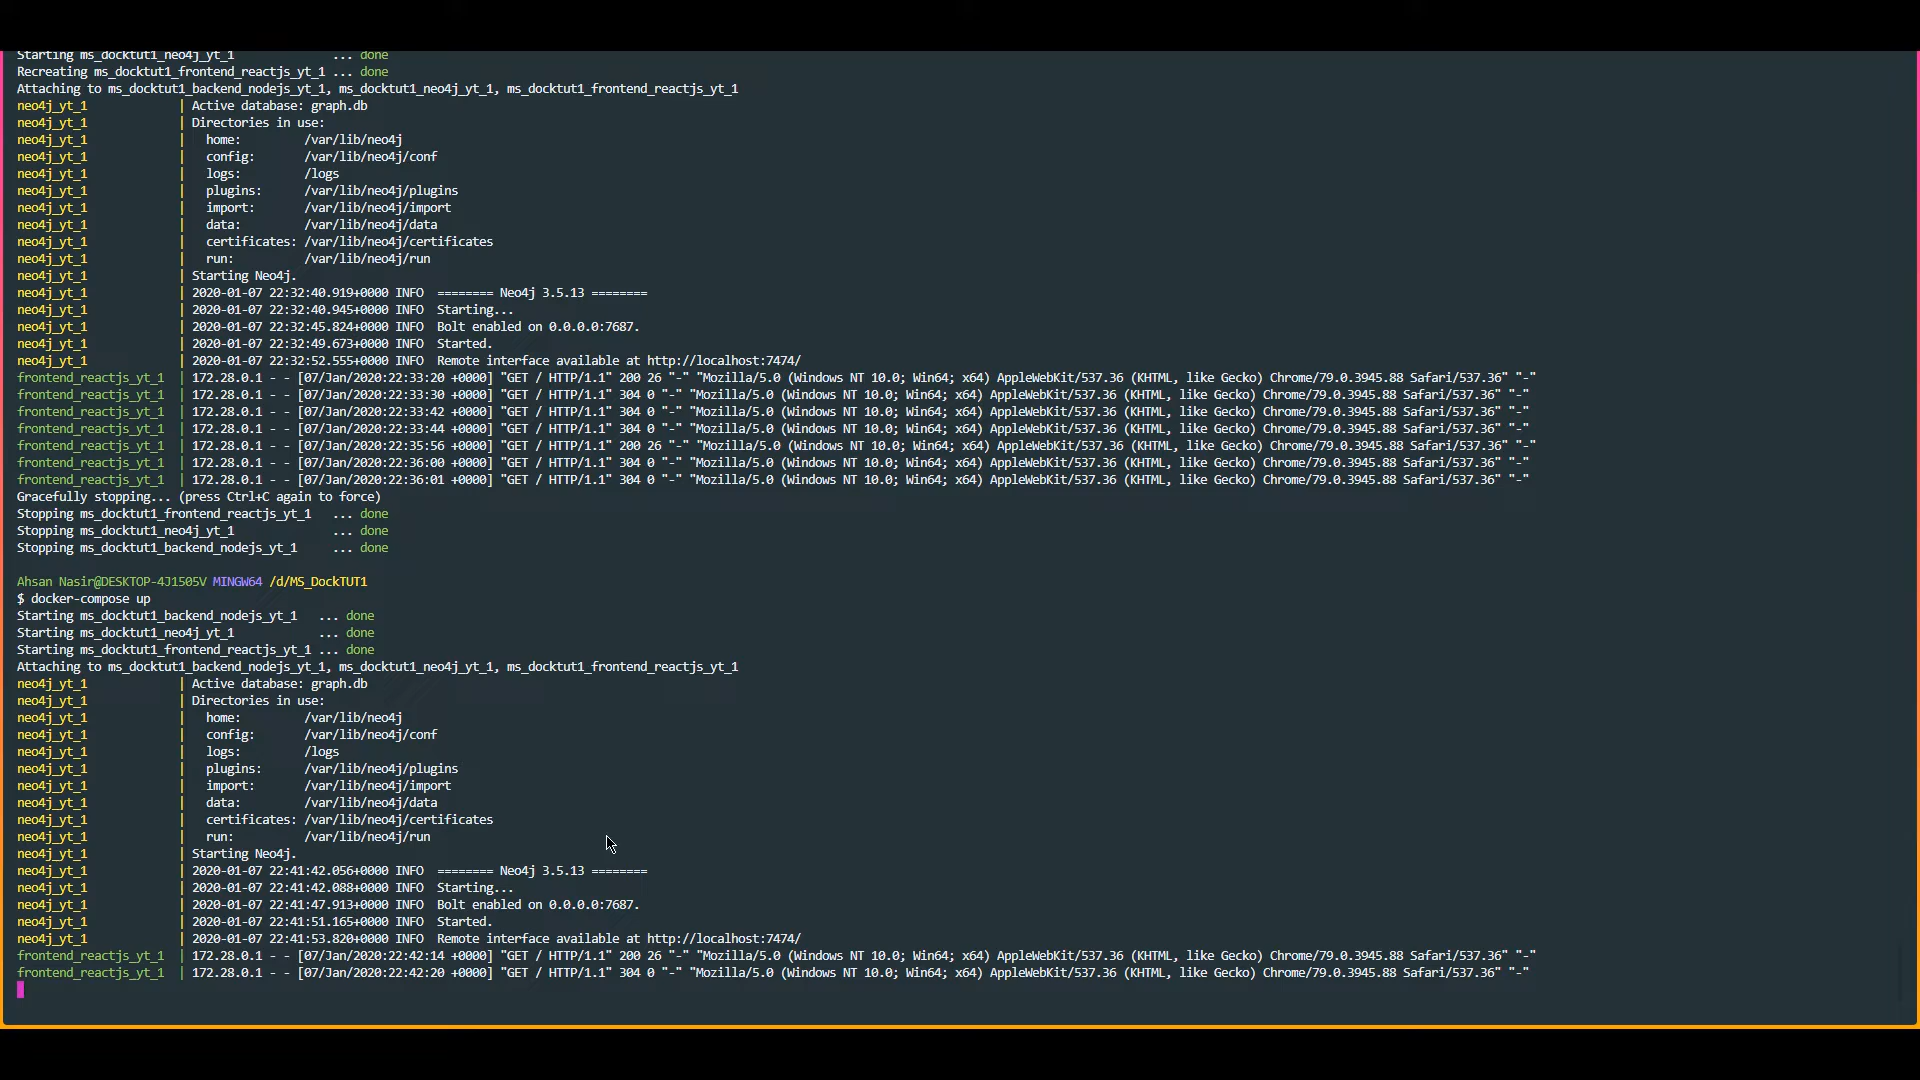 Starting ms_docktut1_neo4j_yt_1              ... done
Recreating ms_docktut1_frontend_reactjs_yt_1 ... done
Attaching to ms_docktut1_backend_nodejs_yt_1, ms_docktut1_neo4j_yt_1, ms_docktut1_frontend_reactjs_yt_1
neo4j_yt_1             | Active database: graph.db
neo4j_yt_1             | Directories in use:
neo4j_yt_1             |   home:         /var/lib/neo4j
neo4j_yt_1             |   config:       /var/lib/neo4j/conf
neo4j_yt_1             |   logs:         /logs
neo4j_yt_1             |   plugins:      /var/lib/neo4j/plugins
neo4j_yt_1             |   import:       /var/lib/neo4j/import
neo4j_yt_1             |   data:         /var/lib/neo4j/data
neo4j_yt_1             |   certificates: /var/lib/neo4j/certificates
neo4j_yt_1             |   run:          /var/lib/neo4j/run
neo4j_yt_1             | Starting Neo4j.
neo4j_yt_1             | 2020-01-07 22:32:40.919+0000 INFO  ======== Neo4j 3.5.13 ========
neo4j_yt_1             | 2020-01-07 22:32:40.945+0000 INFO  Starting...
neo4j_yt_1             | 2020-01-07 22:32:45.824+0000 INFO  Bolt enabled on 0.0.0.0:7687.
neo4j_yt_1             | 2020-01-07 22:32:49.673+0000 INFO  Started.
neo4j_yt_1             | 2020-01-07 22:32:52.555+0000 INFO  Remote interface available at http://localhost:7474/
frontend_reactjs_yt_1  | 172.28.0.1 - - [07/Jan/2020:22:33:20 +0000] "GET / HTTP/1.1" 200 26 "-" "Mozilla/5.0 (Windows NT 10.0; Win64; x64) AppleWebKit/537.36 (KHTML, like Gecko) Chrome/79.0.3945.88 Safari/537.36" "-"
frontend_reactjs_yt_1  | 172.28.0.1 - - [07/Jan/2020:22:33:30 +0000] "GET / HTTP/1.1" 304 0 "-" "Mozilla/5.0 (Windows NT 10.0; Win64; x64) AppleWebKit/537.36 (KHTML, like Gecko) Chrome/79.0.3945.88 Safari/537.36" "-"
frontend_reactjs_yt_1  | 172.28.0.1 - - [07/Jan/2020:22:33:42 +0000] "GET / HTTP/1.1" 304 0 "-" "Mozilla/5.0 (Windows NT 10.0; Win64; x64) AppleWebKit/537.36 (KHTML, like Gecko) Chrome/79.0.3945.88 Safari/537.36" "-"
frontend_reactjs_yt_1  | 172.28.0.1 - - [07/Jan/2020:22:33:44 +0000] "GET / HTTP/1.1" 304 0 "-" "Mozilla/5.0 (Windows NT 10.0; Win64; x64) AppleWebKit/537.36 (KHTML, like Gecko) Chrome/79.0.3945.88 Safari/537.36" "-"
frontend_reactjs_yt_1  | 172.28.0.1 - - [07/Jan/2020:22:35:56 +0000] "GET / HTTP/1.1" 200 26 "-" "Mozilla/5.0 (Windows NT 10.0; Win64; x64) AppleWebKit/537.36 (KHTML, like Gecko) Chrome/79.0.3945.88 Safari/537.36" "-"
frontend_reactjs_yt_1  | 172.28.0.1 - - [07/Jan/2020:22:36:00 +0000] "GET / HTTP/1.1" 304 0 "-" "Mozilla/5.0 (Windows NT 10.0; Win64; x64) AppleWebKit/537.36 (KHTML, like Gecko) Chrome/79.0.3945.88 Safari/537.36" "-"
frontend_reactjs_yt_1  | 172.28.0.1 - - [07/Jan/2020:22:36:01 +0000] "GET / HTTP/1.1" 304 0 "-" "Mozilla/5.0 (Windows NT 10.0; Win64; x64) AppleWebKit/537.36 (KHTML, like Gecko) Chrome/79.0.3945.88 Safari/537.36" "-"
Gracefully stopping... (press Ctrl+C again to force)
Stopping ms_docktut1_frontend_reactjs_yt_1   ... done
Stopping ms_docktut1_neo4j_yt_1              ... done
Stopping ms_docktut1_backend_nodejs_yt_1     ... done
Ahsan Nasir@DESKTOP-4J1505V MINGW64 /d/MS_DockTUT1
$ docker-compose up
Starting ms_docktut1_backend_nodejs_yt_1   ... done
Starting ms_docktut1_neo4j_yt_1            ... done
Starting ms_docktut1_frontend_reactjs_yt_1 ... done
Attaching to ms_docktut1_backend_nodejs_yt_1, ms_docktut1_neo4j_yt_1, ms_docktut1_frontend_reactjs_yt_1
neo4j_yt_1             | Active database: graph.db
neo4j_yt_1             | Directories in use:
neo4j_yt_1             |   home:         /var/lib/neo4j
neo4j_yt_1             |   config:       /var/lib/neo4j/conf
neo4j_yt_1             |   logs:         /logs
neo4j_yt_1             |   plugins:      /var/lib/neo4j/plugins
neo4j_yt_1             |   import:       /var/lib/neo4j/import
neo4j_yt_1             |   data:         /var/lib/neo4j/data
neo4j_yt_1             |   certificates: /var/lib/neo4j/certificates
neo4j_yt_1             |   run:          /var/lib/neo4j/run
neo4j_yt_1             | Starting Neo4j.
neo4j_yt_1             | 2020-01-07 22:41:42.056+0000 INFO  ======== Neo4j 3.5.13 ========
neo4j_yt_1             | 2020-01-07 22:41:42.088+0000 INFO  Starting...
neo4j_yt_1             | 2020-01-07 22:41:47.913+0000 INFO  Bolt enabled on 0.0.0.0:7687.
neo4j_yt_1             | 2020-01-07 22:41:51.165+0000 INFO  Started.
neo4j_yt_1             | 2020-01-07 22:41:53.820+0000 INFO  Remote interface available at http://localhost:7474/
frontend_reactjs_yt_1  | 172.28.0.1 - - [07/Jan/2020:22:42:14 +0000] "GET / HTTP/1.1" 200 26 "-" "Mozilla/5.0 (Windows NT 10.0; Win64; x64) AppleWebKit/537.36 (KHTML, like Gecko) Chrome/79.0.3945.88 Safari/537.36" "-"
frontend_reactjs_yt_1  | 172.28.0.1 - - [07/Jan/2020:22:42:20 +0000] "GET / HTTP/1.1" 304 0 "-" "Mozilla/5.0 (Windows NT 10.0; Win64; x64) AppleWebKit/537.36 (KHTML, like Gecko) Chrome/79.0.3945.88 Safari/537.36" "-"